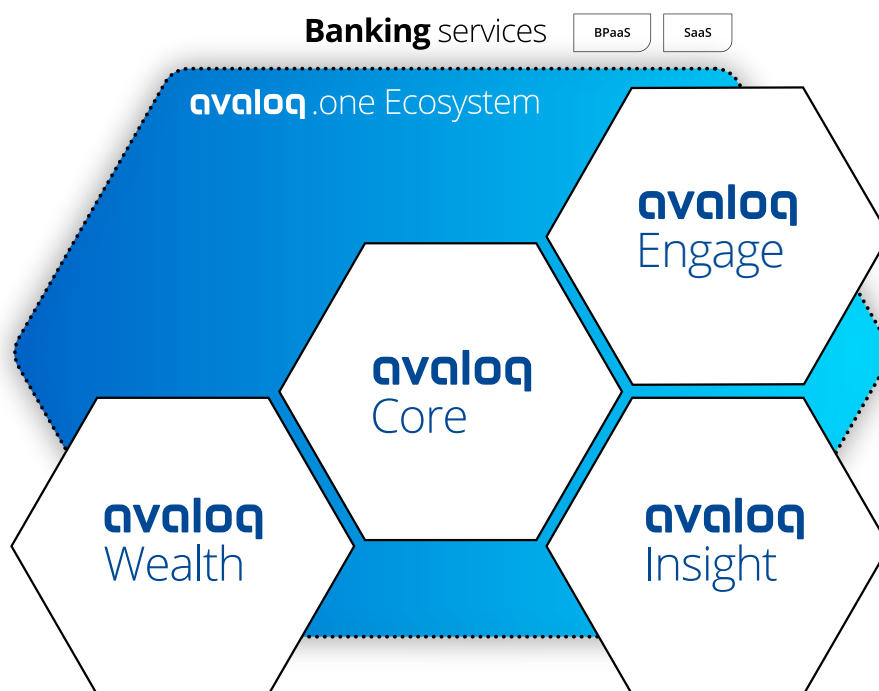 Banking services BPaaS SaaS
avaloq .one Ecosystem
avaloq
Engage
avaloq
Core
avaloq
Wealth
avaloq
Insight